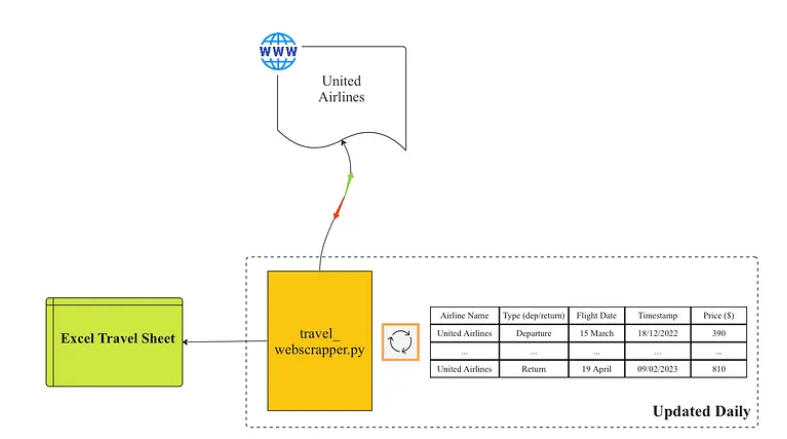 WWW
United
Airlines
Excel Travel Sheet
travel_
webscrapper.py
Airline Name Type (dep/return) Flight Date Timestamp Price ($)
United Airlines Departure 15 March 18/12/2022 390
... ... ... ... ...
United Airlines Return 19 April 09/02/2023 810
Updated Daily